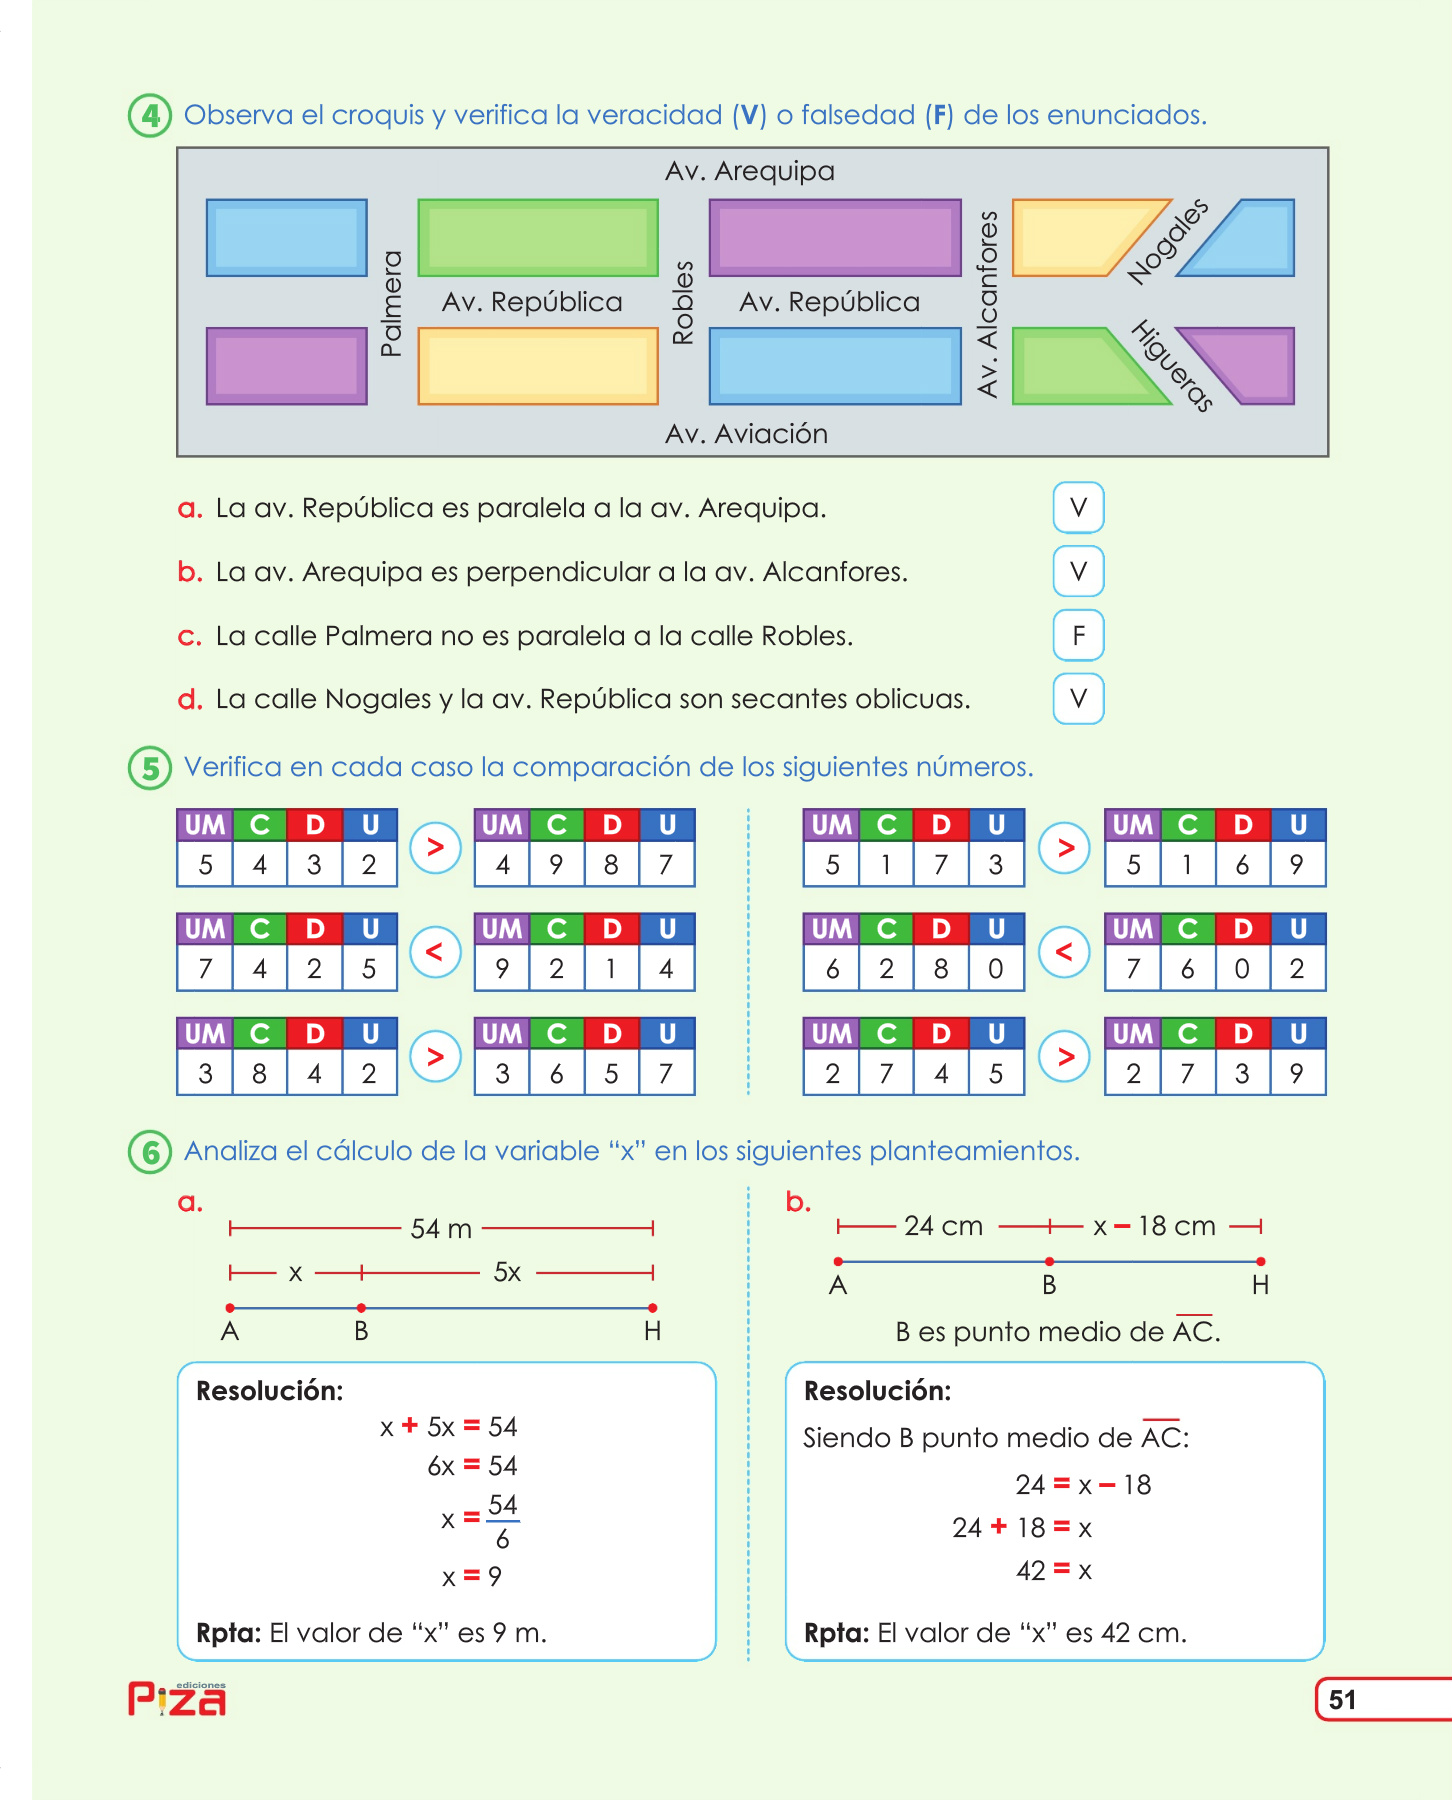 4 Observa el croquis y verifica la veracidad (V) o falsedad (F) de los enunciados.
Av. Arequipa
Palmera
Av. República
Robles
Av. República
Av. Alcanfores
Nogales
Higueras
Av. Aviación
a. La av. República es paralela a la av. Arequipa. V
b. La av. Arequipa es perpendicular a la av. Alcanfores. V
c. La calle Palmera no es paralela a la calle Robles. F
d. La calle Nogales y la av. República son secantes oblicuas. V
5 Verifica en cada caso la comparación de los siguientes números.
UM C D U UM C D U UM C D U UM C D U
5 4 3 2 > 4 9 8 7 5 1 7 3 > 5 1 6 9
UM C D U UM C D U UM C D U UM C D U
7 4 2 5 < 9 2 1 4 6 2 8 0 < 7 6 0 2
UM C D U UM C D U UM C D U UM C D U
3 8 4 2 > 3 6 5 7 2 7 4 5 > 2 7 3 9
6 Analiza el cálculo de la variable “x” en los siguientes planteamientos.
a.
54 m
x 5x
A B H
Resolución:
x + 5x = 54
6x = 54
x = 54/6
x = 9
Rpta: El valor de “x” es 9 m.
b.
24 cm x – 18 cm
A B H
B es punto medio de A̅C̅.
Resolución:
Siendo B punto medio de A̅C̅:
24 = x – 18
24 + 18 = x
42 = x
Rpta: El valor de “x” es 42 cm.
ediciones
Piza
51